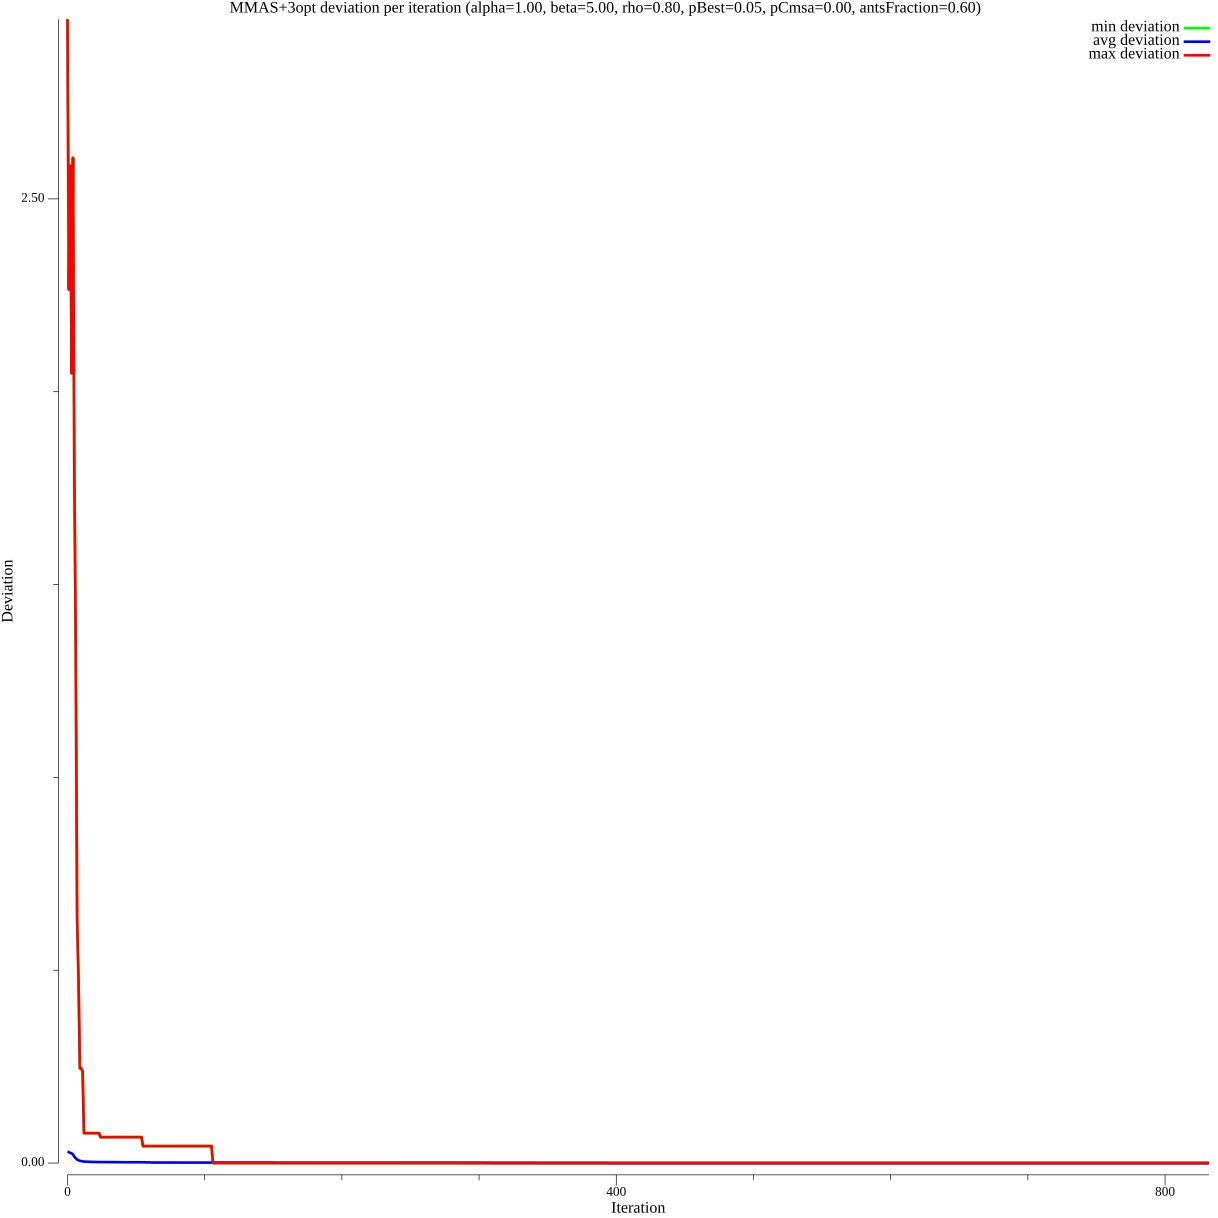 MMAS+3opt deviation per iteration (alpha=1.00, beta=5.00, rho=0.80, pBest=0.05, pCmsa=0.00, antsFraction=0.60)
min deviation
avg deviation
max deviation
2.50
Deviation
0.00
0
400
800
Iteration